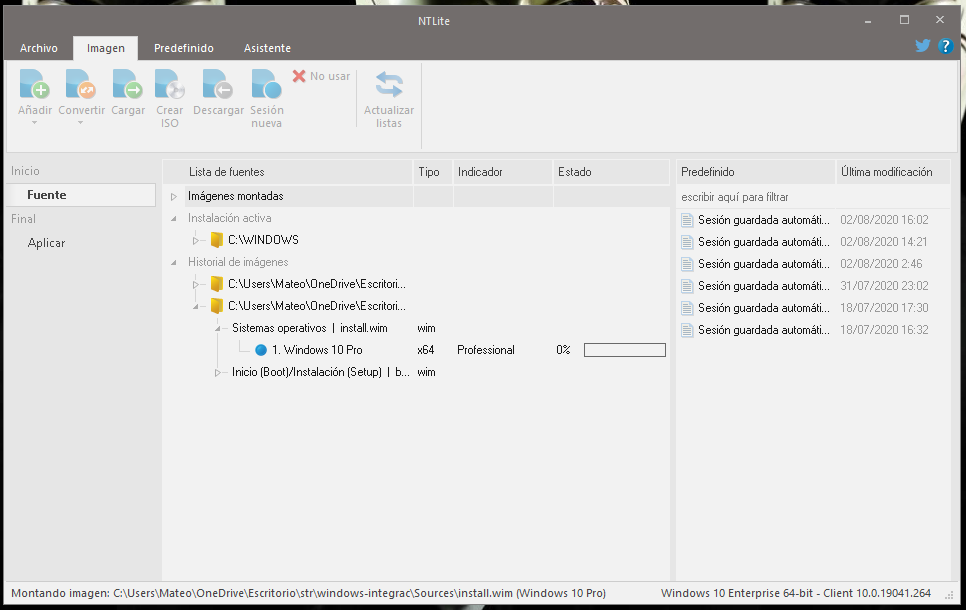 NTLite
Archivo Imagen Predefinido Asistente
Añadir Convertir Cargar Crear ISO Descargar Sesión nueva No usar Actualizar listas
Inicio
Fuente
Final
Aplicar
Lista de fuentes Tipo Indicador Estado
Imágenes montadas
Instalación activa
C:\WINDOWS
Historial de imágenes
C:\Users\Mateo\OneDrive\Escritori...
C:\Users\Mateo\OneDrive\Escritori...
Sistemas operativos | install.wim wim
1. Windows 10 Pro x64 Professional 0%
Inicio (Boot)/Instalación (Setup) | b... wim
Predefinido Última modificación
escribir aquí para filtrar
Sesión guardada automáti... 02/08/2020 16:02
Sesión guardada automáti... 02/08/2020 14:21
Sesión guardada automáti... 02/08/2020 2:46
Sesión guardada automáti... 31/07/2020 23:02
Sesión guardada automáti... 18/07/2020 17:30
Sesión guardada automáti... 18/07/2020 16:32
Montando imagen: C:\Users\Mateo\OneDrive\Escritorio\str\windows-integrac\Sources\install.wim (Windows 10 Pro) Windows 10 Enterprise 64-bit - Client 10.0.19041.264